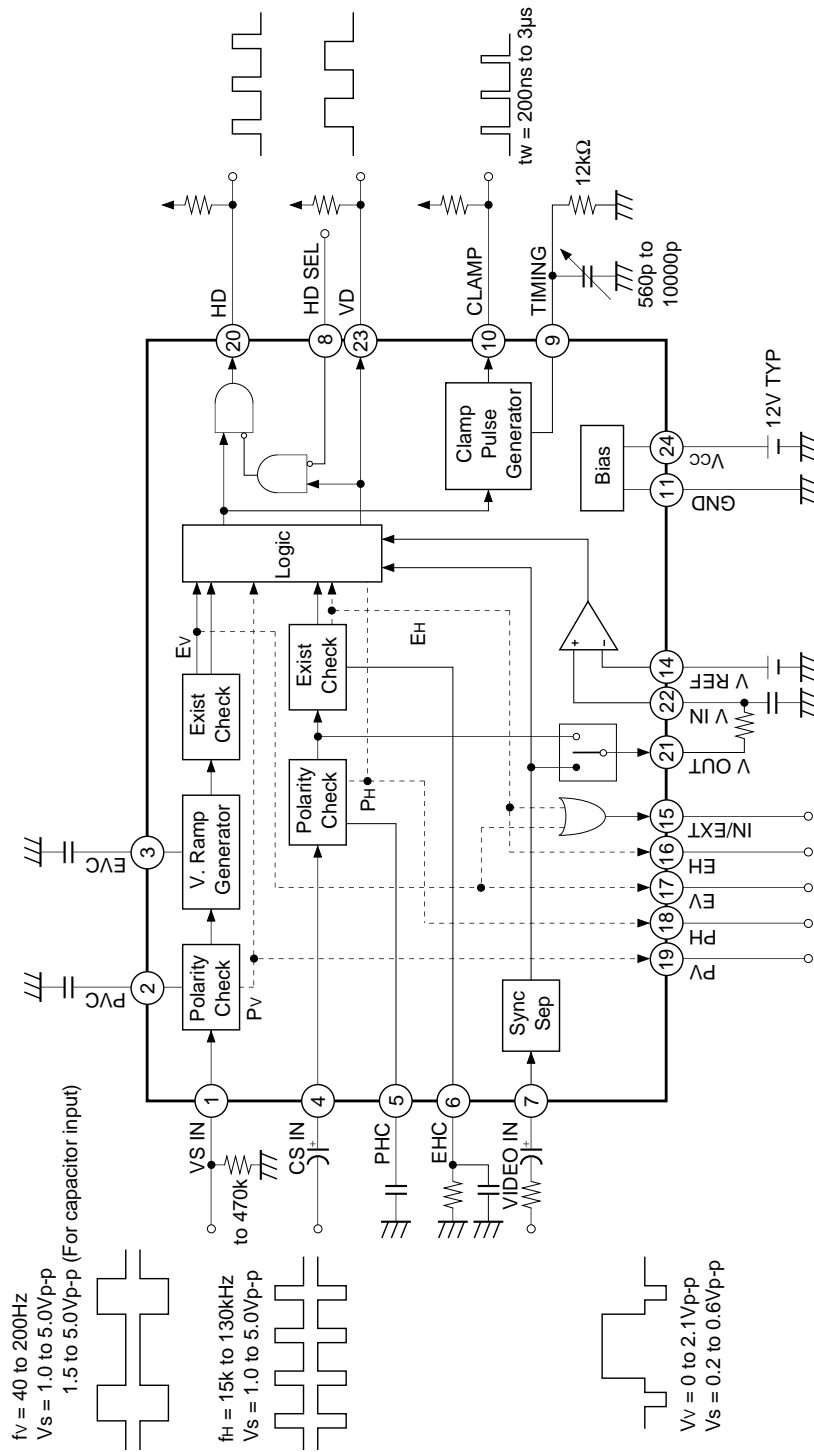 fV = 40 to 200Hz
VS = 1.0 to 5.0Vp-p
1.5 to 5.0Vp-p (For capacitor input)
fH = 15k to 130kHz
VS = 1.0 to 5.0Vp-p
VV = 0 to 2.1Vp-p
VS = 0.2 to 0.6Vp-p
VS IN
to 470k
CS IN
+
PHC
EHC
VIDEO IN
+
1
4
5
6
7
PVC
2
EVC
3
Polarity
Check
PV
V. Ramp
Generator
Exist
Check
EV
Polarity
Check
PH
Exist
Check
EH
Sync
Sep
Logic
Clamp
Pulse
Generator
Bias
+
–
19
18
17
16
15
21
22
14
11
24
PV
PH
EV
EH
IN/EXT
V OUT
V IN
V REF
GND
VCC
12V TYP
20
8
23
10
9
HD
HD SEL
VD
CLAMP
TIMING
560p to
10000p
12kΩ
tw = 200ns to 3μs